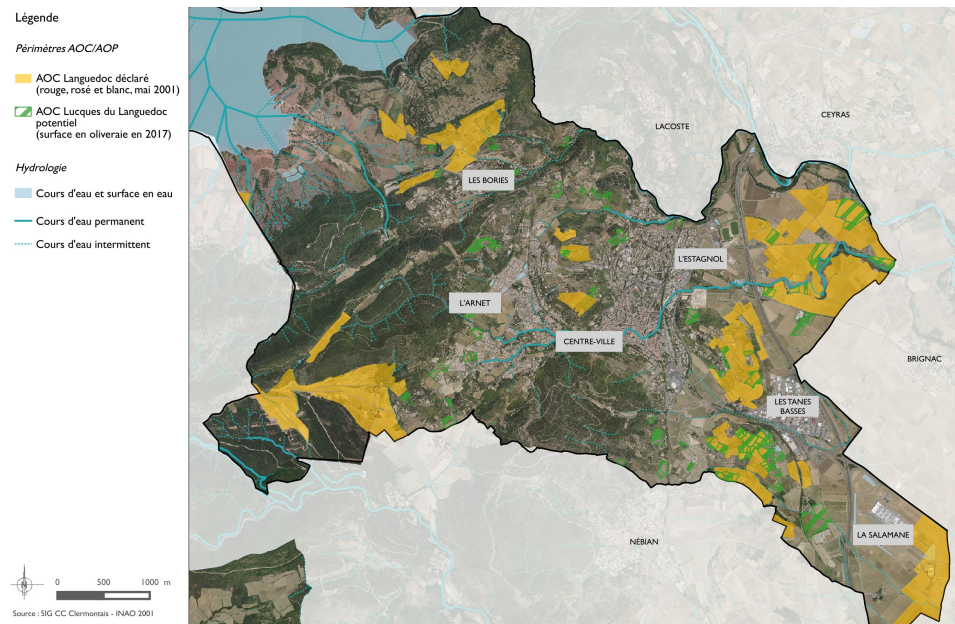 Légende
Périmètres AOC/AOP
AOC Languedoc déclaré
(rouge, rosé et blanc, mai 2001)
AOC Lucques du Languedoc
potentiel
(surface en oliveraie en 2017)
Hydrologie
Cours d'eau et surface en eau
Cours d'eau permanent
Cours d'eau intermittent
LACOSTE
CEYRAS
LES BORIES
L'ESTAGNOL
L'ARNET
CENTRE-VILLE
BRIGNAC
LES TANES
BASSES
LA SALAMANE
NÉBIAN
N
0 500 1000 m
Source : SIG CC Clermontais - INAO 2001